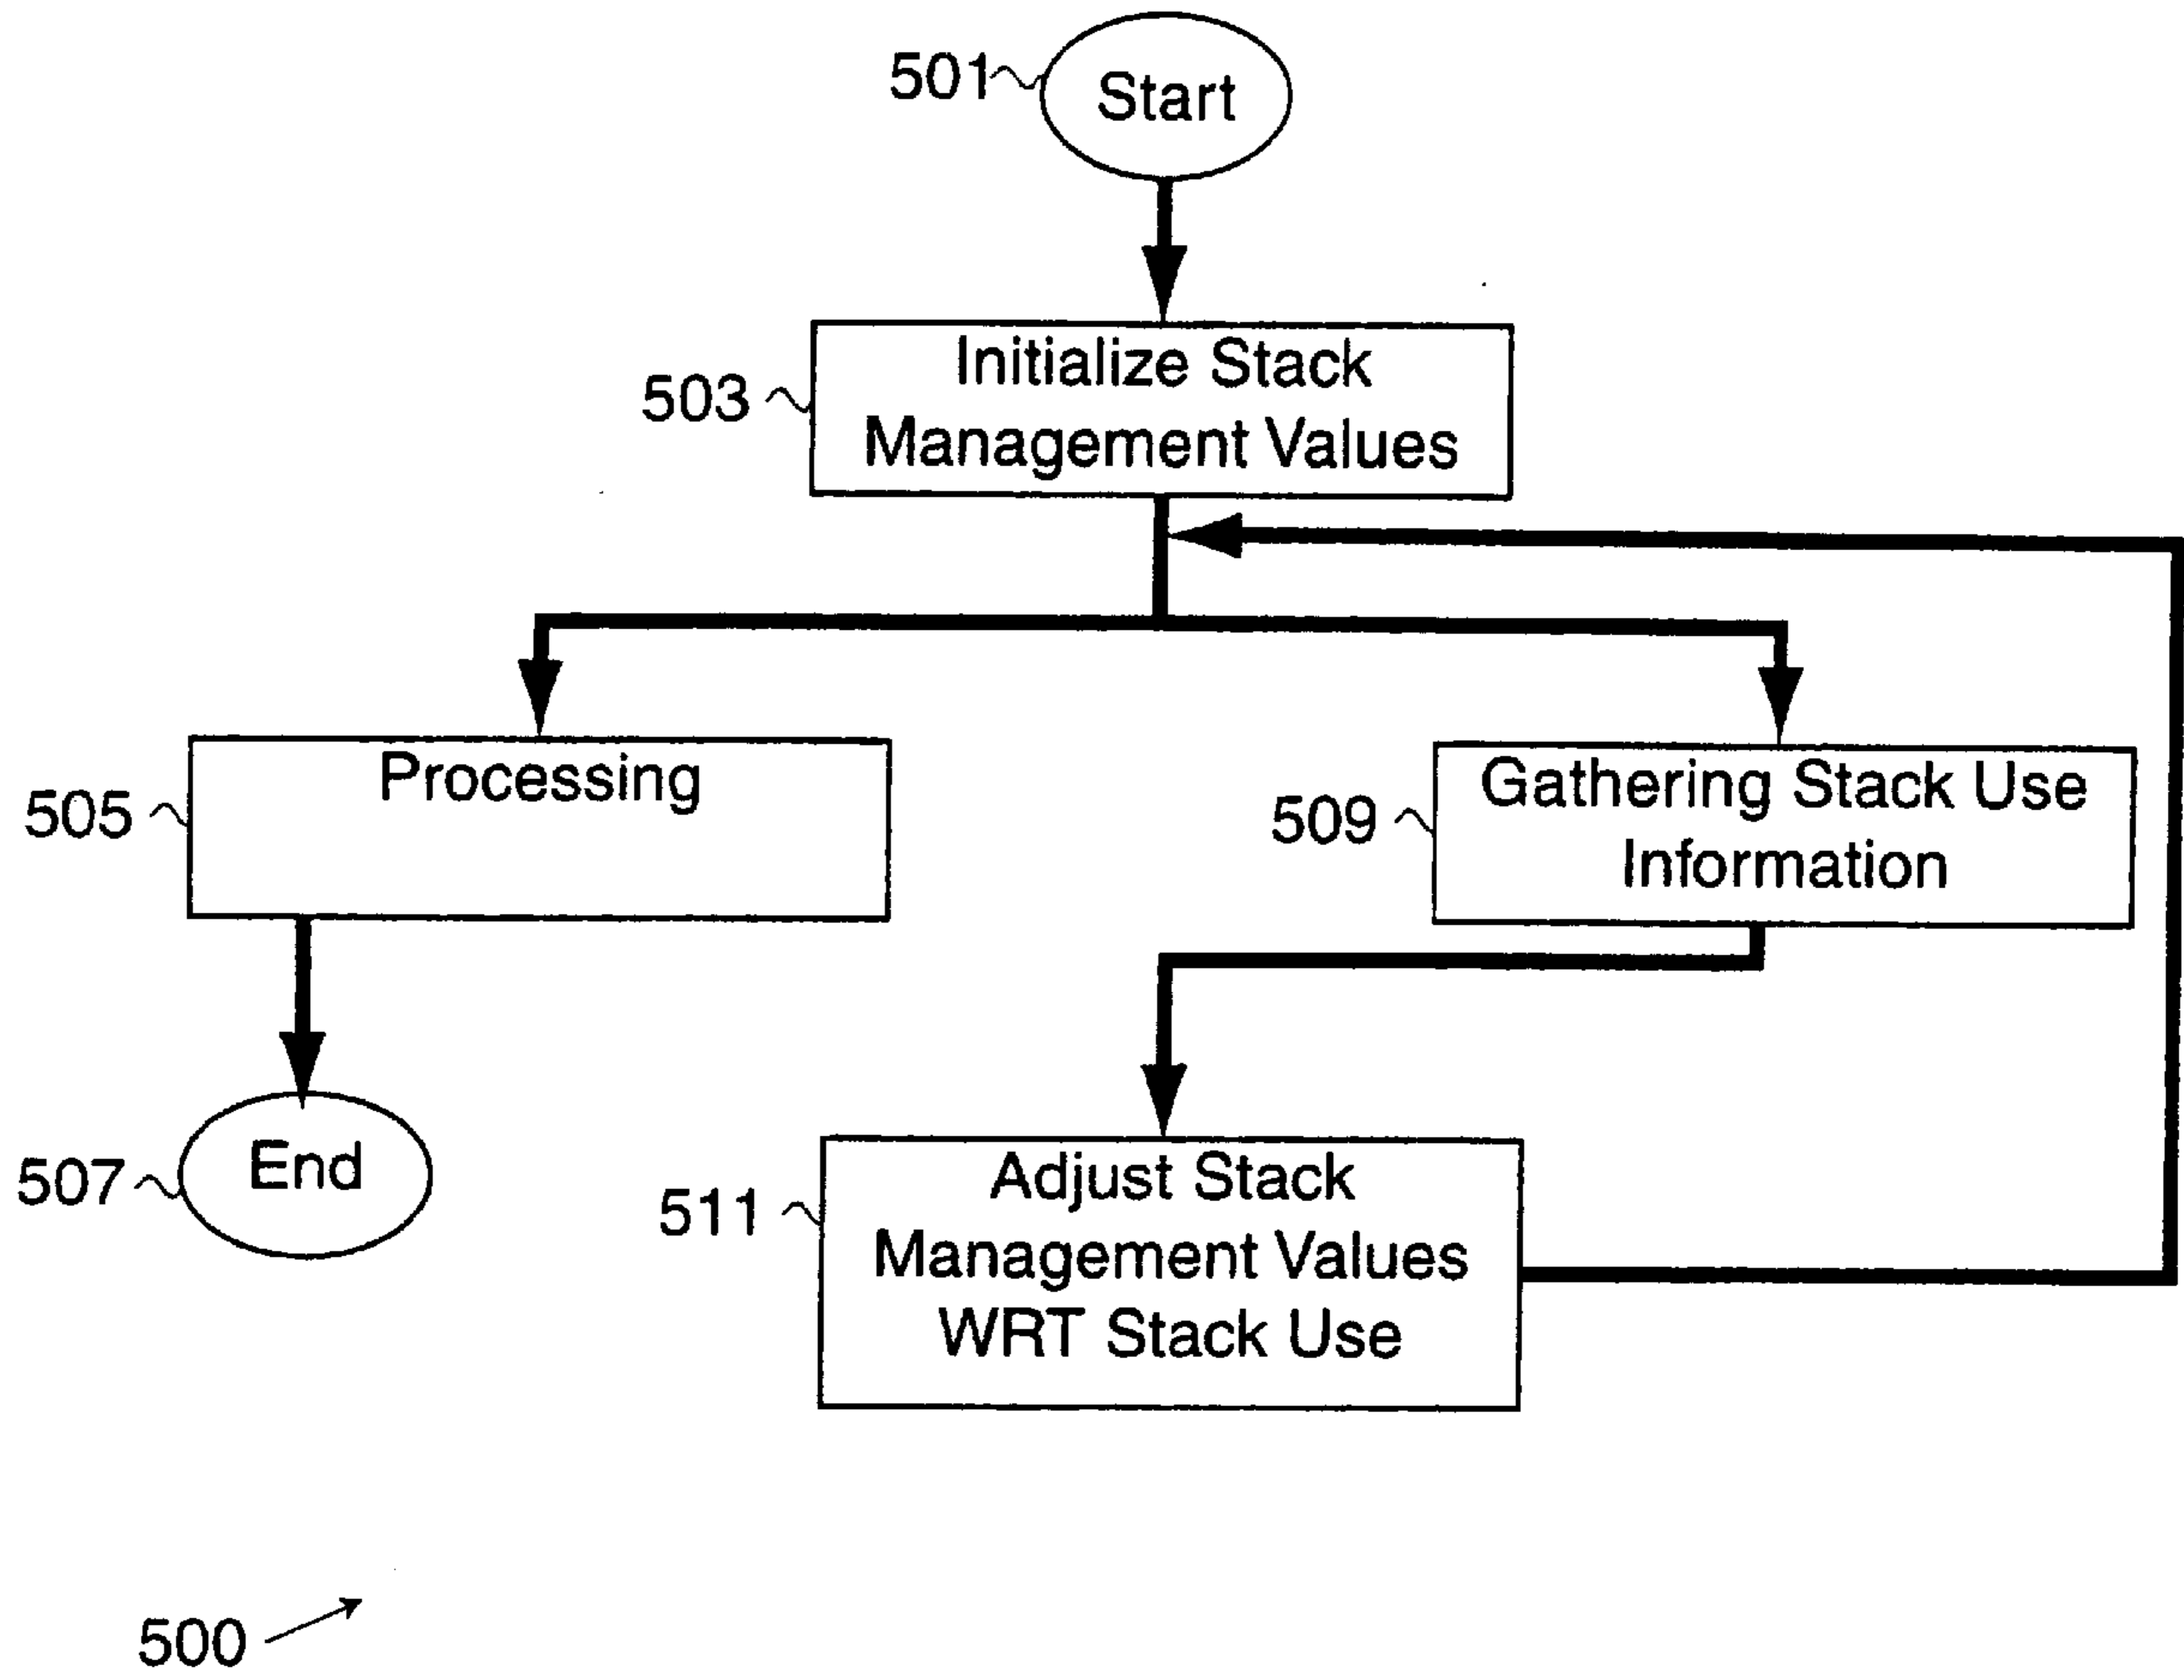 501
Start
503
Initialize Stack
Management Values
505
Processing
509
Gathering Stack Use
Information
507
End
511
Adjust Stack
Management Values
WRT Stack Use
500